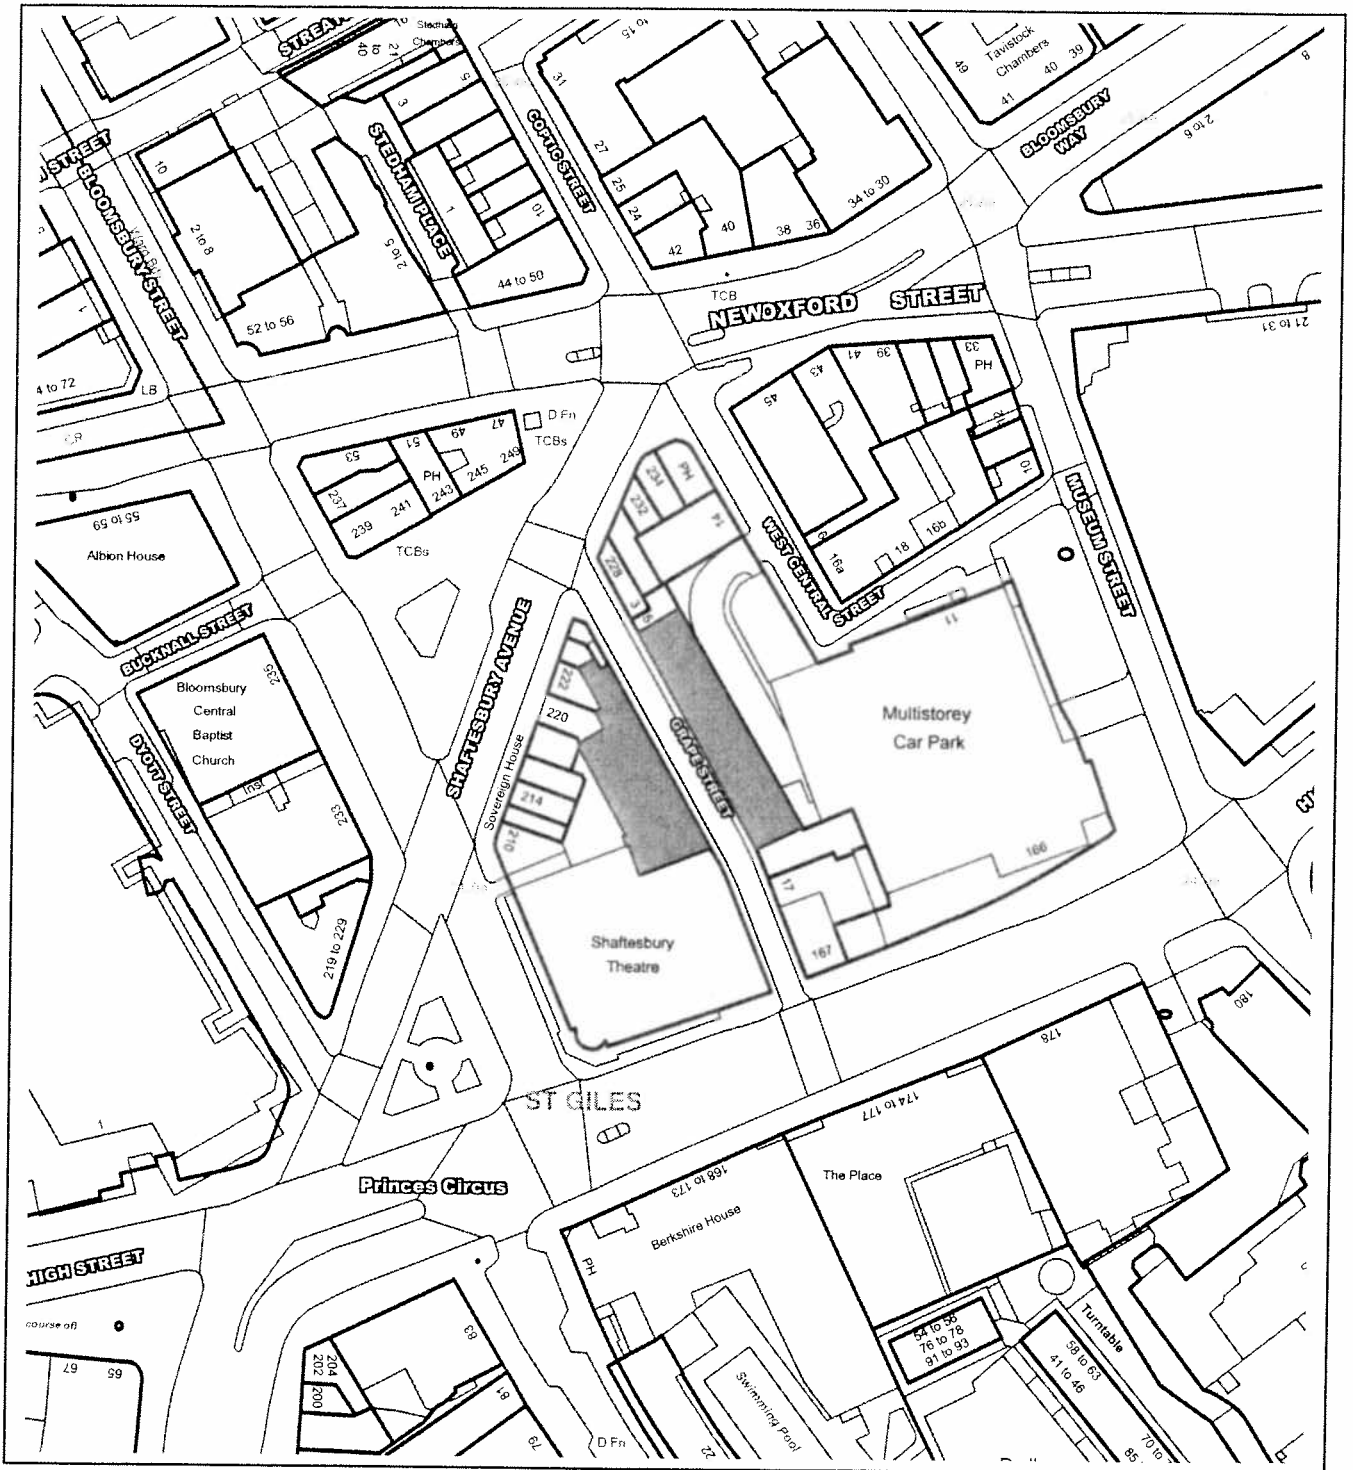 STREA
40
to
21
Stedham
Chambers
5
3
STEDHAM PLACE
1
10
2 to 5
44 to 50
STREET
BLOOMSBURY STREET
10
2 to 8
52 to 56
4 to 72
LB
COPTIC STREET
31
27
25
24
42
40
38
36
34 to 30
49
Tavistock
Chambers
39
40
41
BLOOMSBURY
WAY
8
2 to 6
TCB
NEW OXFORD STREET
21 to 31
53
51
49
47
D Fn
TCBs
PH
237
239
241
243
245
249
TCBs
55 to 59
Albion House
BUCKNALL STREET
PH
234
232
228
14
3
5
45
43
41
39
33
PH
12
10
6
16a
18
16b
WEST CENTRAL STREET
MUSEUM STREET
11
Multistorey
Car Park
166
SHAFTESBURY AVENUE
222
220
214
210
Sovereign House
GRAPE STREET
17
167
Shaftesbury
Theatre
235
Bloomsbury
Central
Baptist
Church
Inst
233
219 to 229
DYOTT STREET
1
ST GILES
Princes Circus
HIGH STREET
course of)
67
65
204
202
200
83
81
79
D Fn
PH
168 to 173
Berkshire House
174 to 177
The Place
178
180
Swimming Pool
22
54 to 56
76 to 78
91 to 93
58 to 63
41 to 46
Turntable
70 to
85